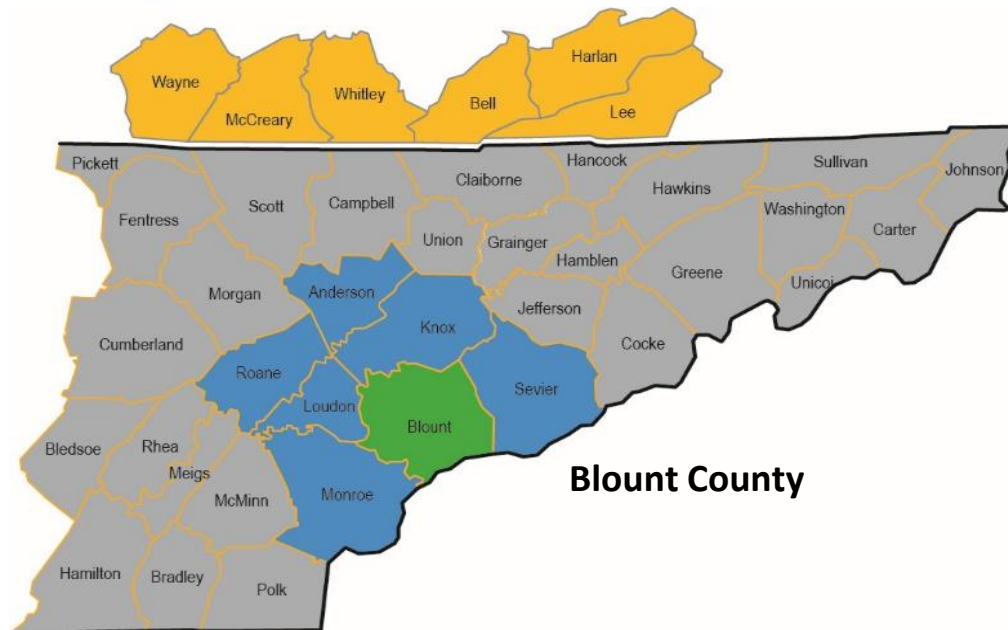 Wayne
McCreary
Whitley
Bell
Harlan
Lee
Pickett
Fentress
Scott
Campbell
Claiborne
Hancock
Hawkins
Sullivan
Johnson
Washington
Carter
Unicoi
Greene
Union
Grainger
Hamblen
Jefferson
Cocke
Morgan
Anderson
Knox
Cumberland
Roane
Loudon
Blount
Sevier
Bledsoe
Rhea
Meigs
McMinn
Monroe
Hamilton
Bradley
Polk
Blount County